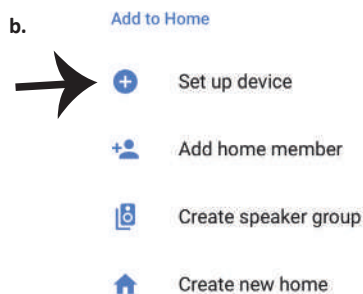 Add to Home
b.
Set up device
Add home member
Create speaker group
Create new home